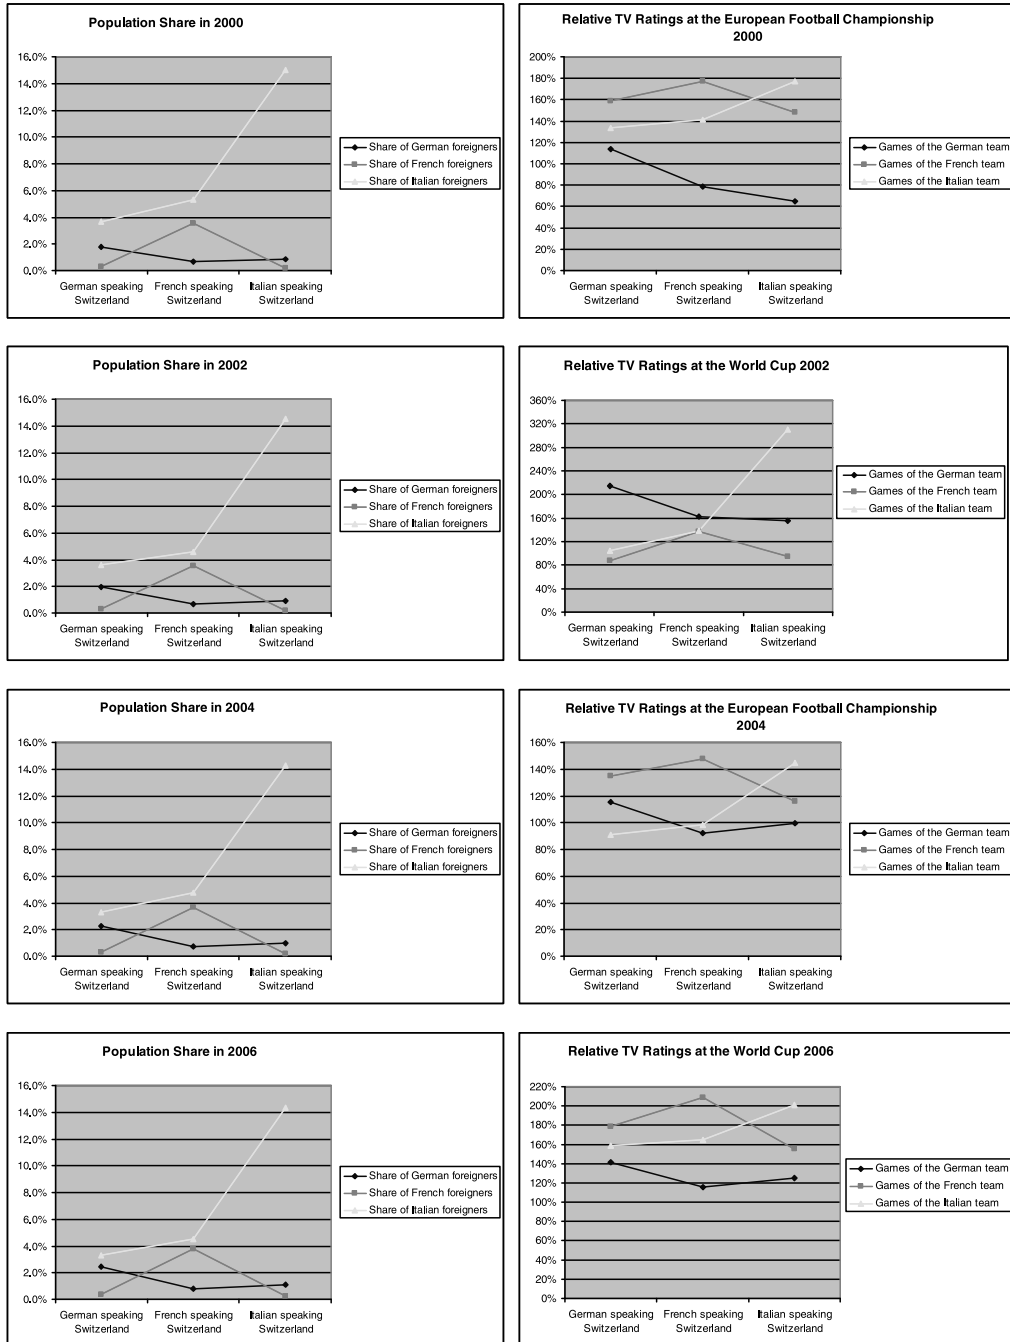 Population Share in 2000
16.0%
14.0%
12.0%
10.0%
8.0%
6.0%
4.0%
2.0%
0.0%
German speaking Switzerland
French speaking Switzerland
Italian speaking Switzerland
Share of German foreigners
Share of French foreigners
Share of Italian foreigners
Relative TV Ratings at the European Football Championship
2000
200%
180%
160%
140%
120%
100%
80%
60%
40%
20%
0%
German speaking Switzerland
French speaking Switzerland
Italian speaking Switzerland
Games of the German team
Games of the French team
Games of the Italian team
Population Share in 2002
16.0%
14.0%
12.0%
10.0%
8.0%
6.0%
4.0%
2.0%
0.0%
German speaking Switzerland
French speaking Switzerland
Italian speaking Switzerland
Share of German foreigners
Share of French foreigners
Share of Italian foreigners
Relative TV Ratings at the World Cup 2002
360%
320%
280%
240%
200%
160%
120%
80%
40%
0%
German speaking Switzerland
French speaking Switzerland
Italian speaking Switzerland
Games of the German team
Games of the French team
Games of the Italian team
Population Share in 2004
16.0%
14.0%
12.0%
10.0%
8.0%
6.0%
4.0%
2.0%
0.0%
German speaking Switzerland
French speaking Switzerland
Italian speaking Switzerland
Share of German foreigners
Share of French foreigners
Share of Italian foreigners
Relative TV Ratings at the European Football Championship
2004
160%
140%
120%
100%
80%
60%
40%
20%
0%
German speaking Switzerland
French speaking Switzerland
Italian speaking Switzerland
Games of the German team
Games of the French team
Games of the Italian team
Population Share in 2006
16.0%
14.0%
12.0%
10.0%
8.0%
6.0%
4.0%
2.0%
0.0%
German speaking Switzerland
French speaking Switzerland
Italian speaking Switzerland
Share of German foreigners
Share of French foreigners
Share of Italian foreigners
Relative TV Ratings at the World Cup 2006
220%
200%
180%
160%
140%
120%
100%
80%
60%
40%
20%
0%
German speaking Switzerland
French speaking Switzerland
Italian speaking Switzerland
Games of the German team
Games of the French team
Games of the Italian team